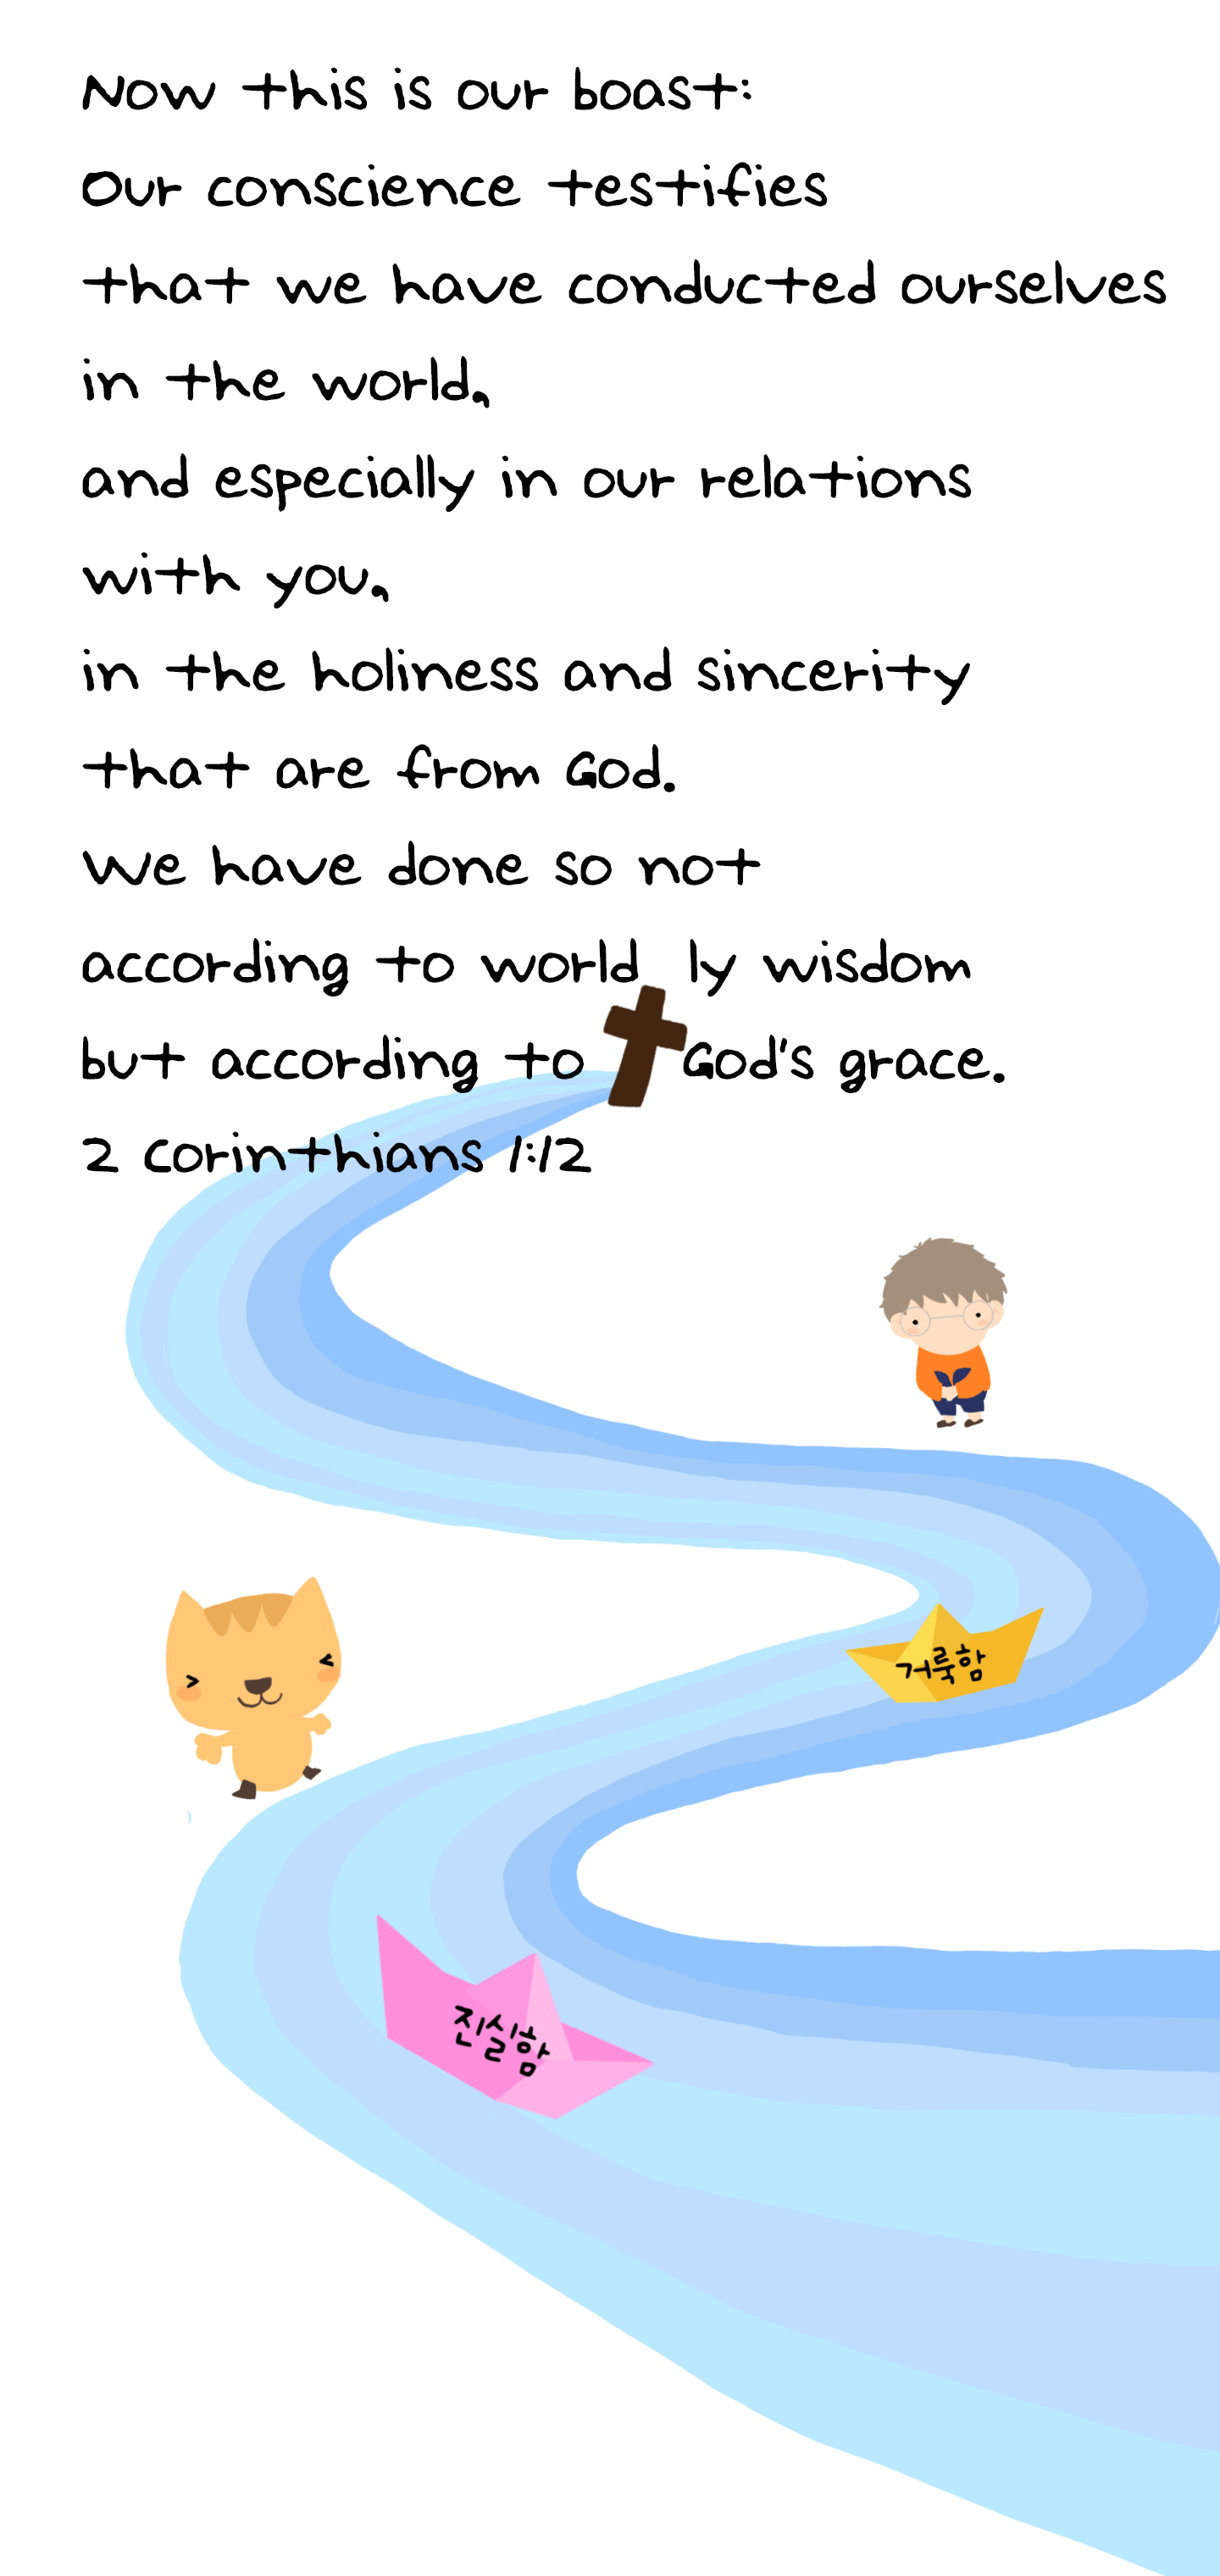 Now this is our boast:
Our conscience testifies
that we have conducted ourselves
in the world,
and especially in our relations
with you,
in the holiness and sincerity
that are from God.
We have done so not
according to world ly wisdom
but according to God's grace.
2 Corinthians 1:12
거룩함
진실함